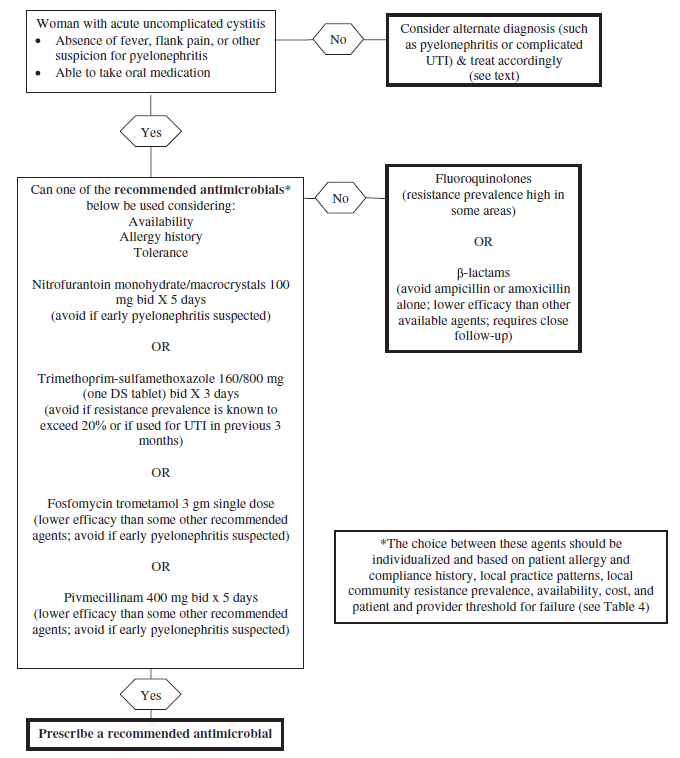 Woman with acute uncomplicated cystitis
• Absence of fever, flank pain, or other
suspicion for pyelonephritis
• Able to take oral medication
No
Consider alternate diagnosis (such
as pyelonephritis or complicated
UTI) & treat accordingly
(see text)
Yes
Can one of the recommended antimicrobials*
below be used considering:
Availability
Allergy history
Tolerance
Nitrofurantoin monohydrate/macrocrystals 100
mg bid X 5 days
(avoid if early pyelonephritis suspected)
OR
Trimethoprim-sulfamethoxazole 160/800 mg
(one DS tablet) bid X 3 days
(avoid if resistance prevalence is known to
exceed 20% or if used for UTI in previous 3
months)
OR
Fosfomycin trometamol 3 gm single dose
(lower efficacy than some other recommended
agents; avoid if early pyelonephritis suspected)
OR
Pivmecillinam 400 mg bid x 5 days
(lower efficacy than some other recommended
agents; avoid if early pyelonephritis suspected)
No
Fluoroquinolones
(resistance prevalence high in
some areas)
OR
β-lactams
(avoid ampicillin or amoxicillin
alone; lower efficacy than other
available agents; requires close
follow-up)
*The choice between these agents should be
individualized and based on patient allergy and
compliance history, local practice patterns, local
community resistance prevalence, availability, cost, and
patient and provider threshold for failure (see Table 4)
Yes
Prescribe a recommended antimicrobial